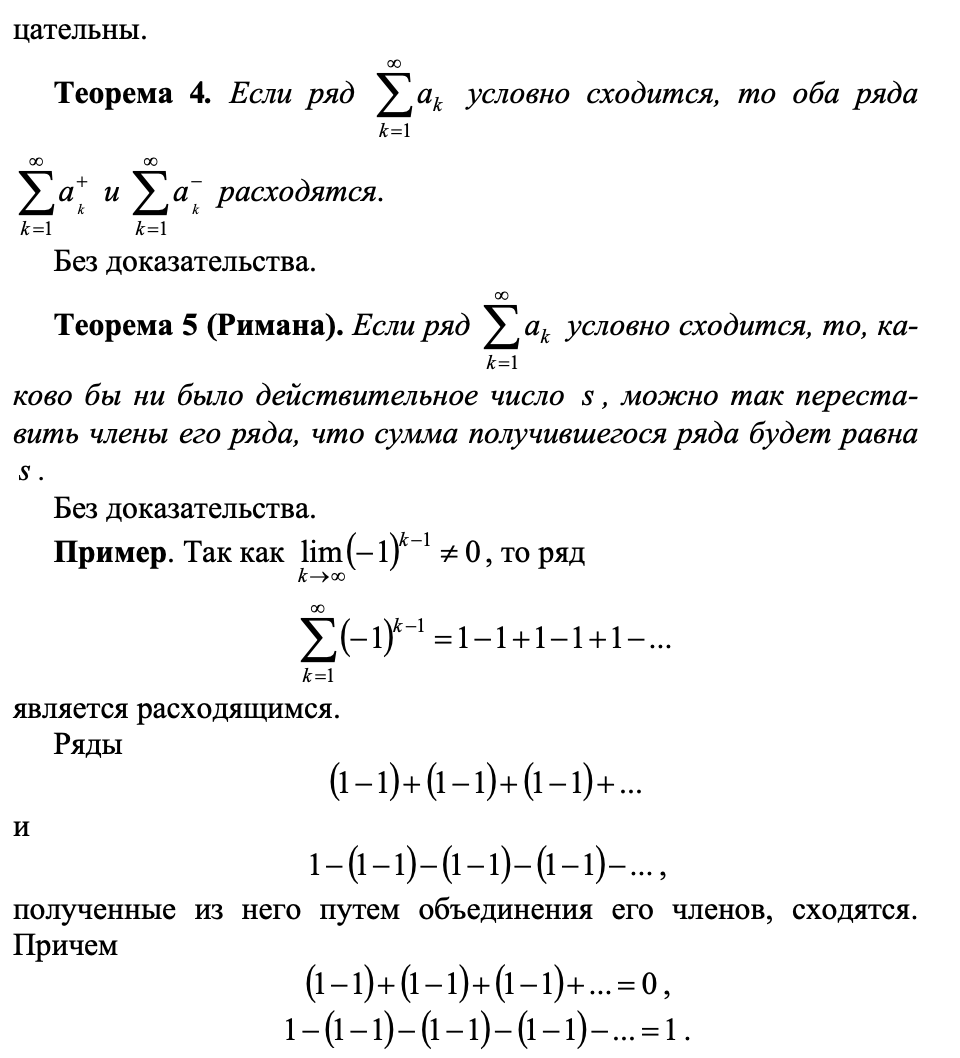 цательны.
Теорема 4. Если ряд $\sum_{k=1}^{\infty} a_k$ условно сходится, то оба ряда
$\sum_{k=1}^{\infty} a_k^+$ и $\sum_{k=1}^{\infty} a_k^-$ расходятся.
Без доказательства.
Теорема 5 (Римана). Если ряд $\sum_{k=1}^{\infty} a_k$ условно сходится, то, ка-
ково бы ни было действительное число $s$, можно так переста-
вить члены его ряда, что сумма получившегося ряда будет равна
$s$.
Без доказательства.
Пример. Так как $\lim_{k \to \infty} (-1)^{k-1} \neq 0$, то ряд
$\sum_{k=1}^{\infty} (-1)^{k-1} = 1-1+1-1+1-...$
является расходящимся.
Ряды
$(1-1)+(1-1)+(1-1)+...$
и
$1-(1-1)-(1-1)-(1-1)-...,$
полученные из него путем объединения его членов, сходятся.
Причем
$(1-1)+(1-1)+(1-1)+...=0,$
$1-(1-1)-(1-1)-(1-1)-...=1.$